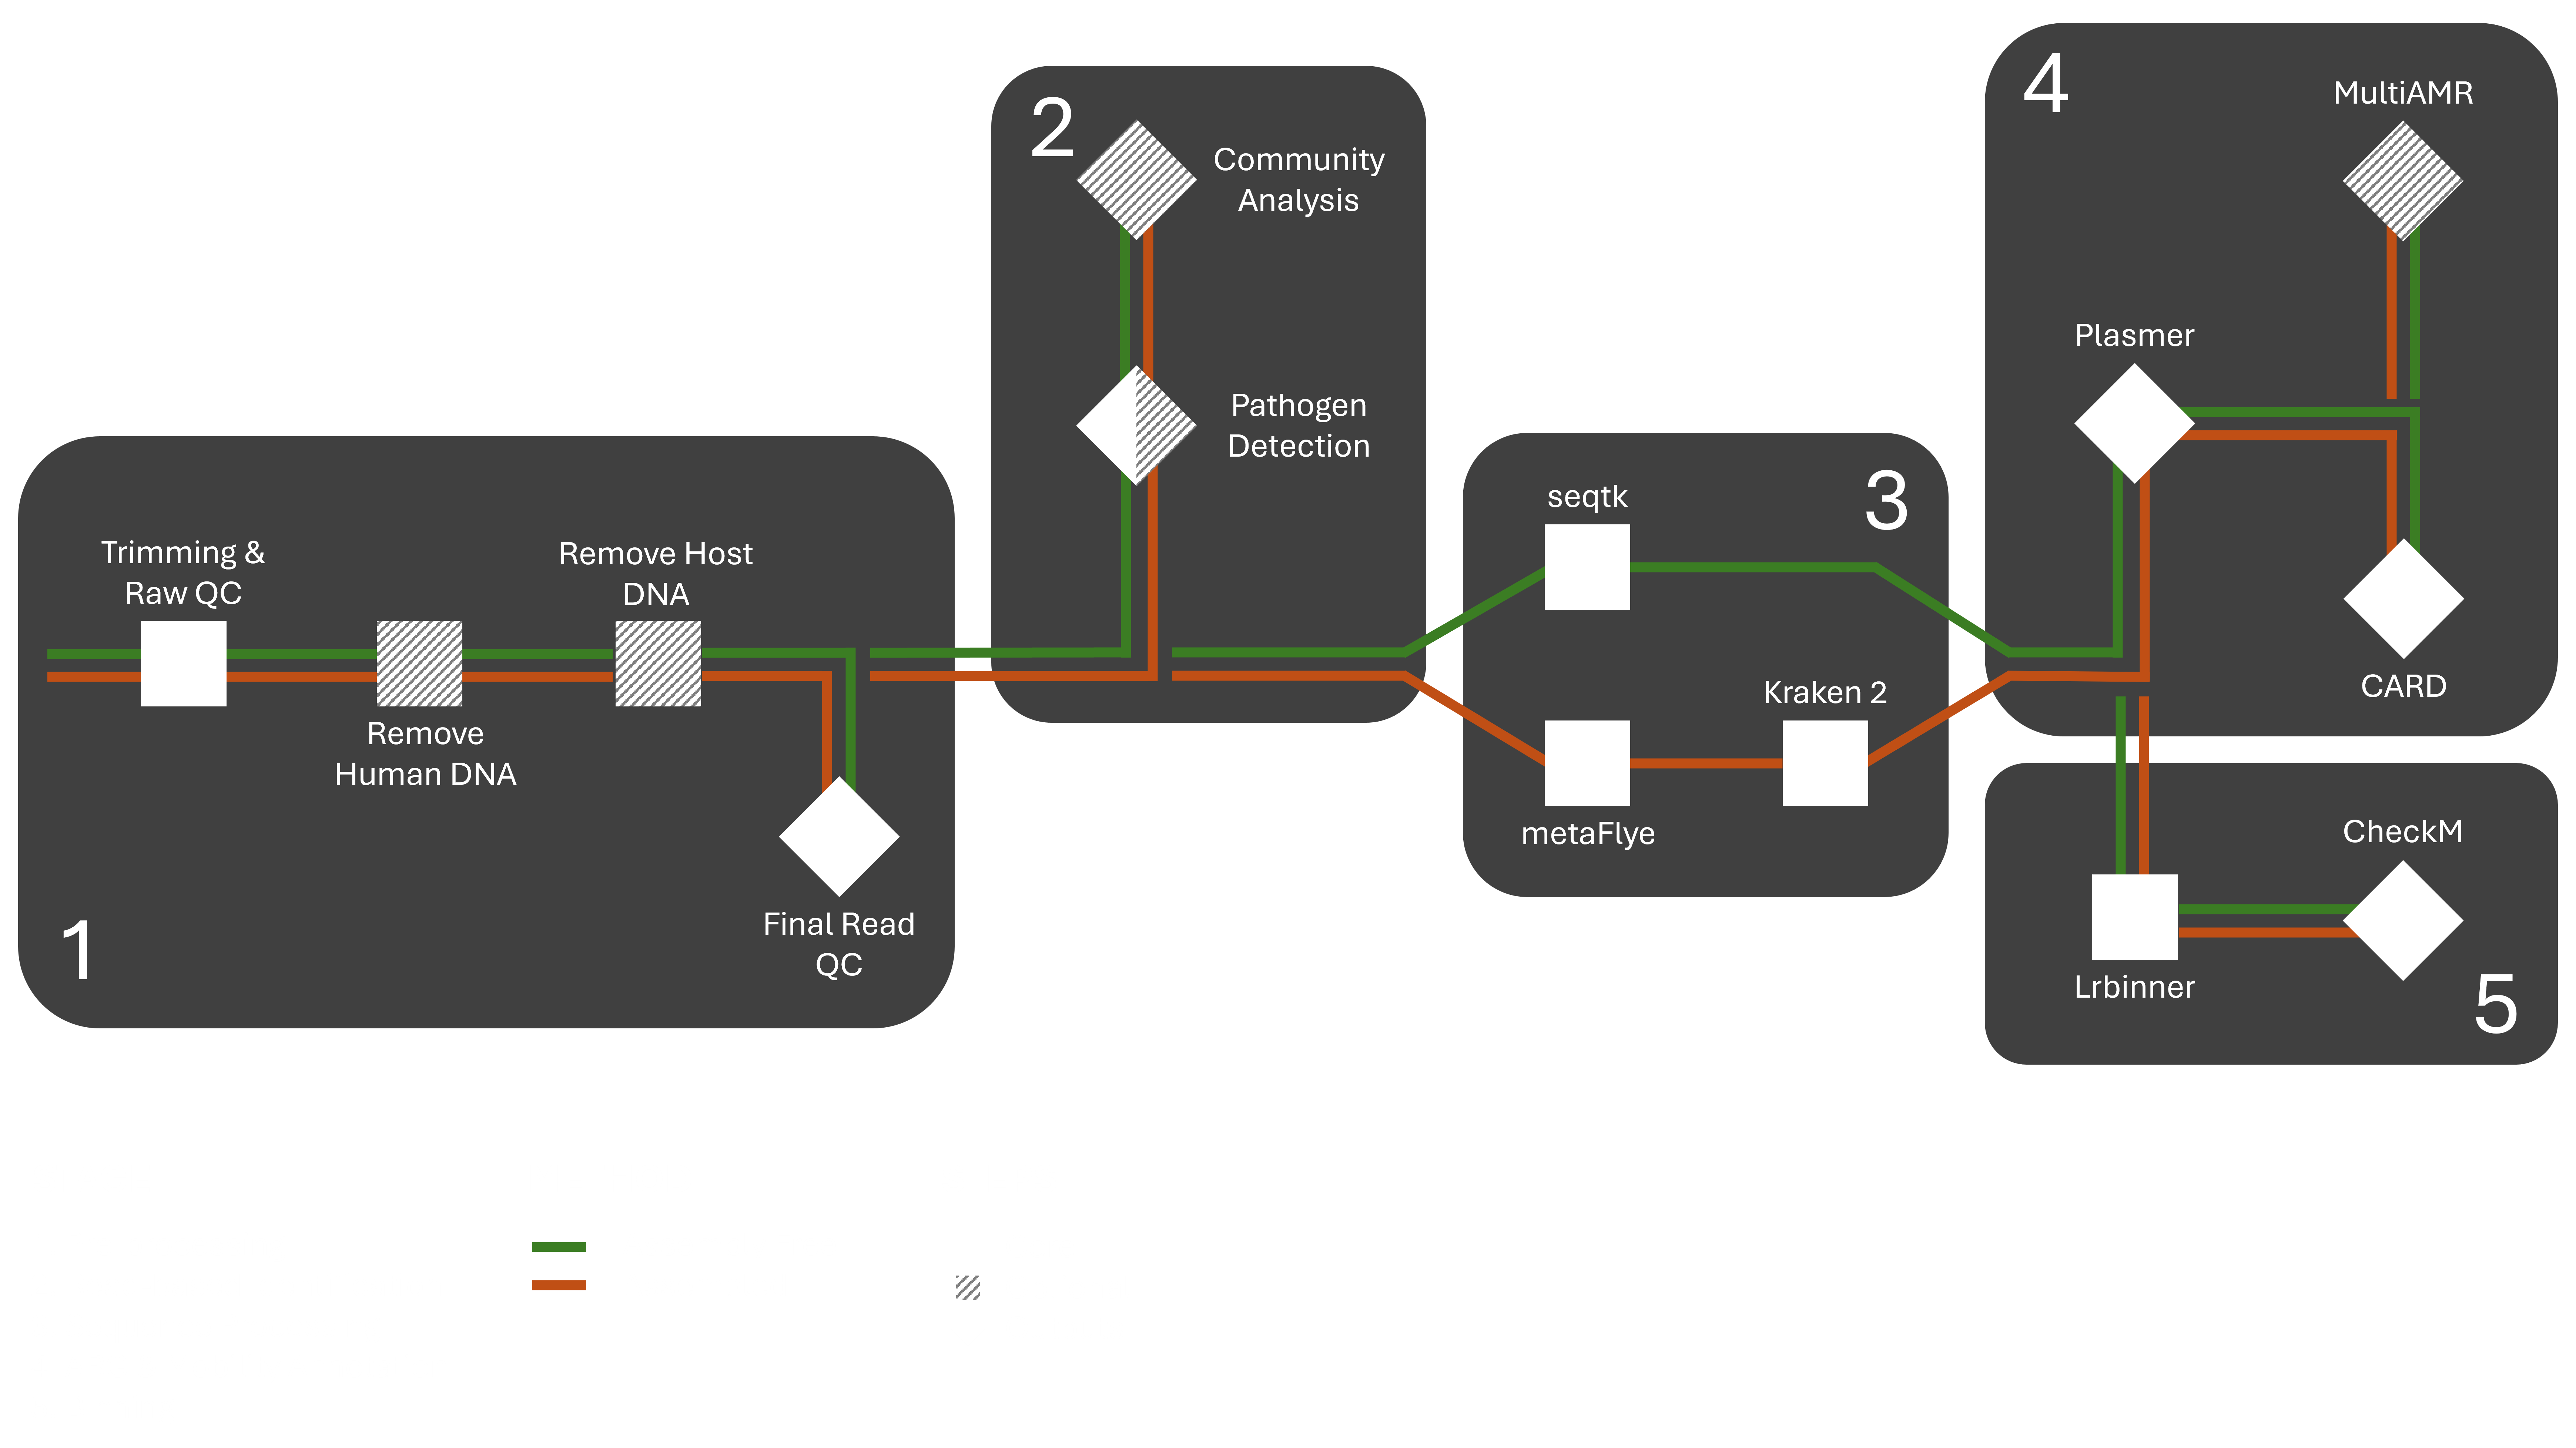 1
Trimming &
Raw QC
Remove
Human DNA
Remove Host
DNA
Final Read
QC
2
Community
Analysis
Pathogen
Detection
3
seqtk
metaFlye
Kraken 2
4
MultiAMR
Plasmer
CARD
5
Lrbinner
CheckM